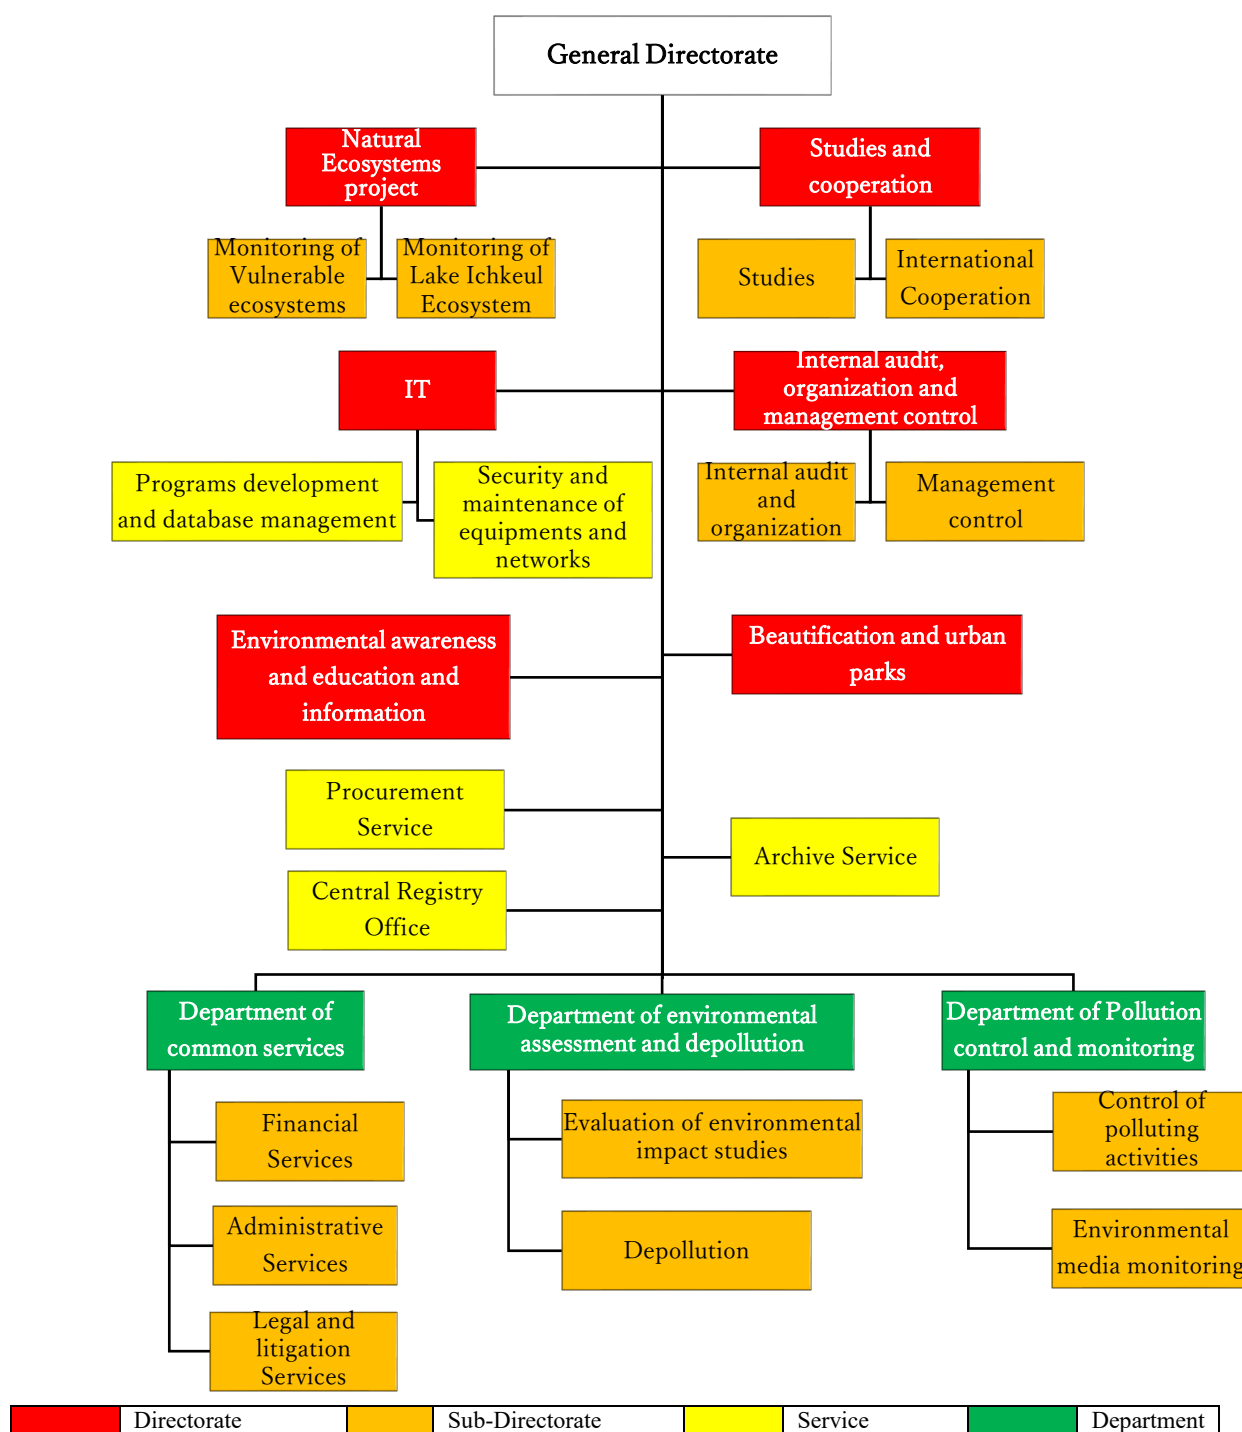 General Directorate
Natural
Ecosystems
project
Studies and
cooperation
Monitoring of
Vulnerable
ecosystems
Monitoring of
Lake Ichkeul
Ecosystem
Studies
International
Cooperation
IT
Internal audit,
organization and
management control
Programs development
and database management
Security and
maintenance of
equipments and
networks
Internal audit
and
organization
Management
control
Environmental awareness
and education and
information
Beautification and urban
parks
Procurement
Service
Archive Service
Central Registry
Office
Department of
common services
Department of environmental
assessment and depollution
Department of Pollution
control and monitoring
Financial
Services
Evaluation of environmental
impact studies
Control of
polluting
activities
Administrative
Services
Depollution
Environmental
media monitoring
Legal and
litigation
Services
Directorate
Sub-Directorate
Service
Department